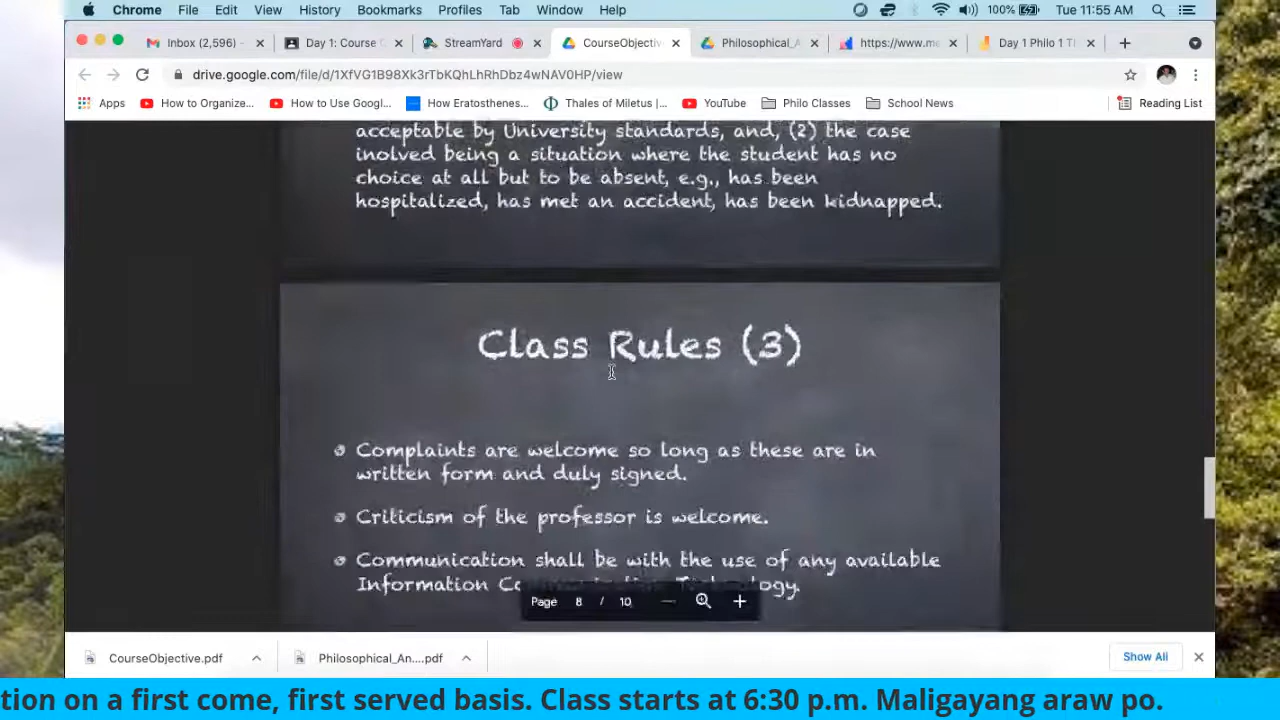 Chrome File Edit View History Bookmarks Profiles Tab Window Help 100% Tue 11:55 AM
Inbox (2,596) - Day 1: Course StreamYard CourseObjectiv Philosophical_A https://www.me Day 1 Philo 1 T
drive.google.com/file/d/1XfVG1B98Xk3rTbKQhLhRhDbz4wNAV0HP/view
Apps How to Organize... How to Use Googl... How Eratosthenes... Thales of Miletus |... YouTube Philo Classes School News Reading List
acceptable by University standards, and, (2) the case
inolved being a situation where the student has no
choice at all but to be absent, e.g., has been
hospitalized, has met an accident, has been kidnapped.
Class Rules (3)
Complaints are welcome so long as these are in
written form and duly signed.
Criticism of the professor is welcome.
Communication shall be with the use of any available
Information
Page 8 / 10
CourseObjective.pdf Philosophical_An....pdf Show All
tion on a first come, first served basis. Class starts at 6:30 p.m. Maligayang araw po.